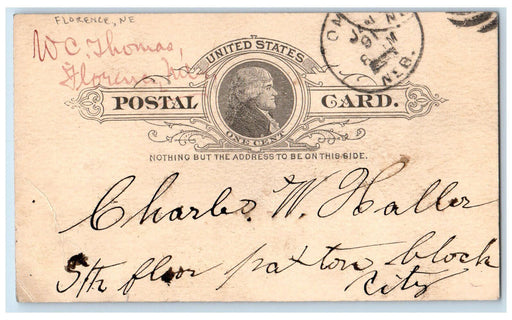 FLORENCE, NE
W C. Thomas,
Florence, Neb
UNITED STATES
POSTAL CARD.
ONE CENT
NOTHING BUT THE ADDRESS TO BE ON THIS SIDE.
NEB.
Charles. W. Haller
5th floor paxton block
City